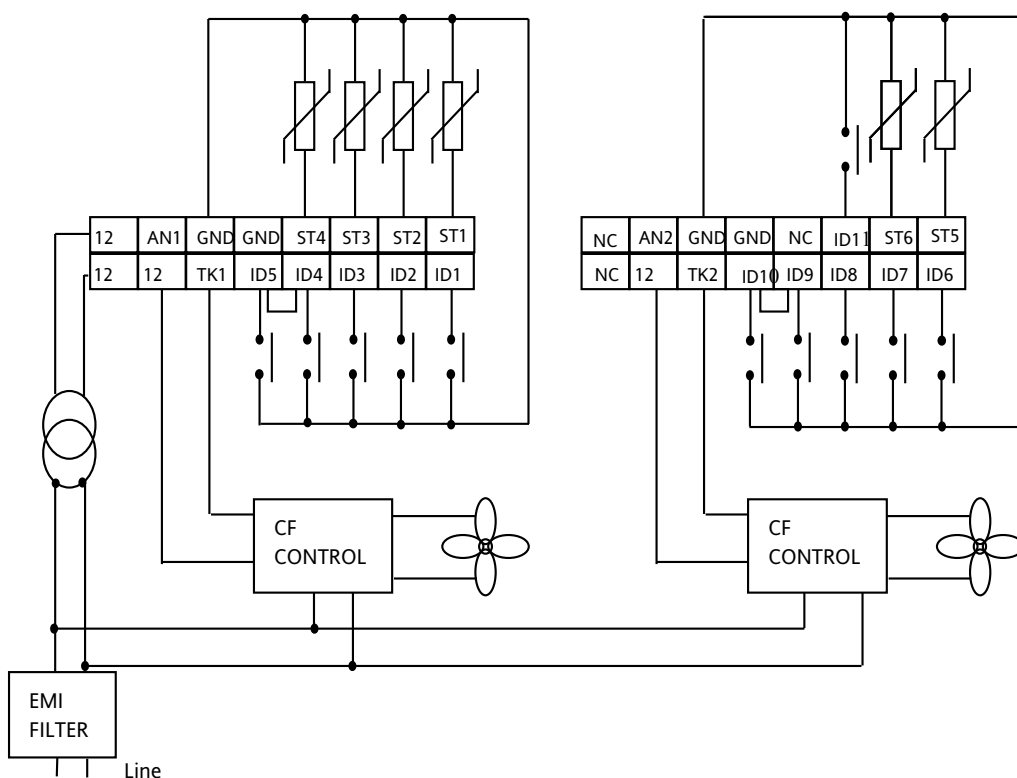 12 AN1 GND GND ST4 ST3 ST2 ST1
12 12 TK1 ID5 ID4 ID3 ID2 ID1
NC AN2 GND GND NC ID11 ST6 ST5
NC 12 TK2 ID10 ID9 ID8 ID7 ID6
CF
CONTROL
CF
CONTROL
EMI
FILTER
Line